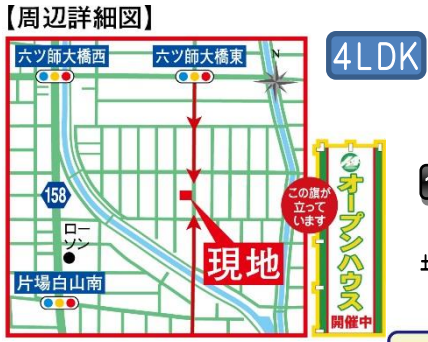 【周辺詳細図】
六ツ師大橋西
六ツ師大橋東
N
4LDK
158
この旗が
立って
います
ロー
ソン
現地
片場白山南
オープンハウス
開催中